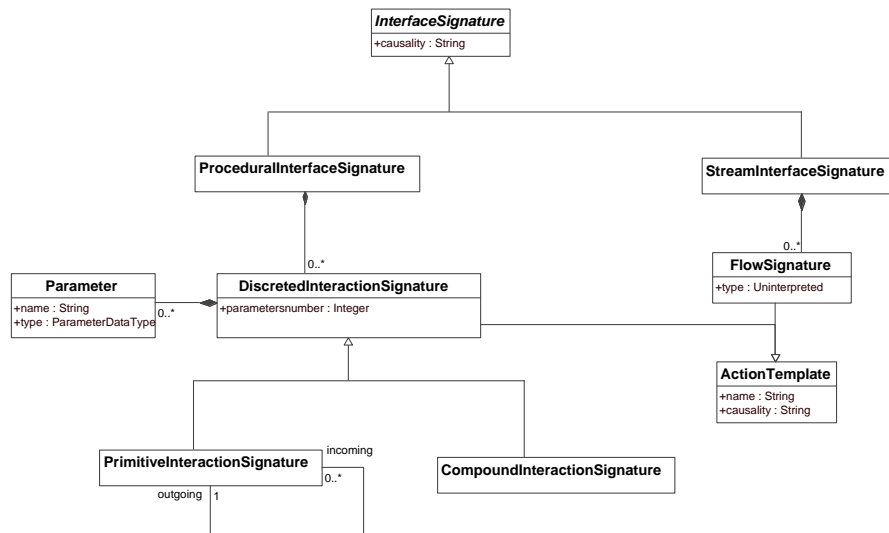 InterfaceSignature
+causality : String
ProceduralInterfaceSignature
StreamInterfaceSignature
0..*
0..*
Parameter
+name : String
+type : ParameterDataType
0..*
DiscretedInteractionSignature
+parametersnumber : Integer
FlowSignature
+type : Uninterpreted
ActionTemplate
+name : String
+causality : String
PrimitiveInteractionSignature
incoming
0..*
outgoing
1
CompoundInteractionSignature